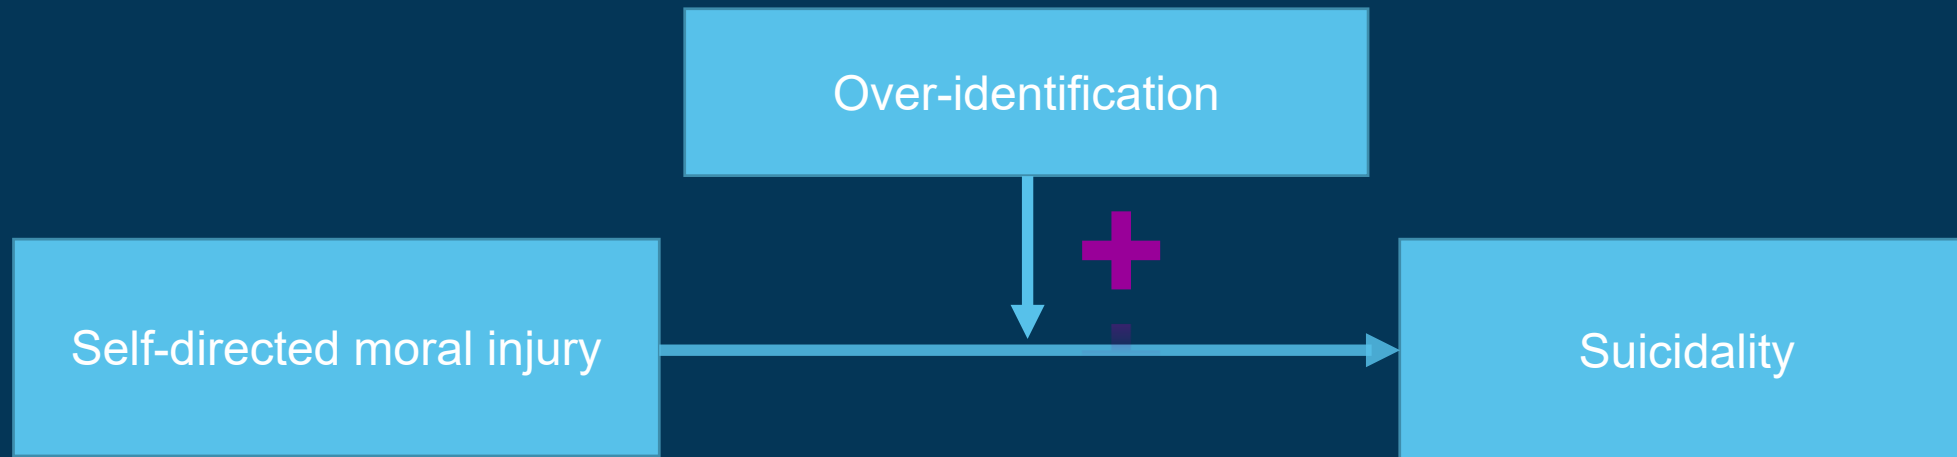 Over-identification
Self-directed moral injury
Suicidality